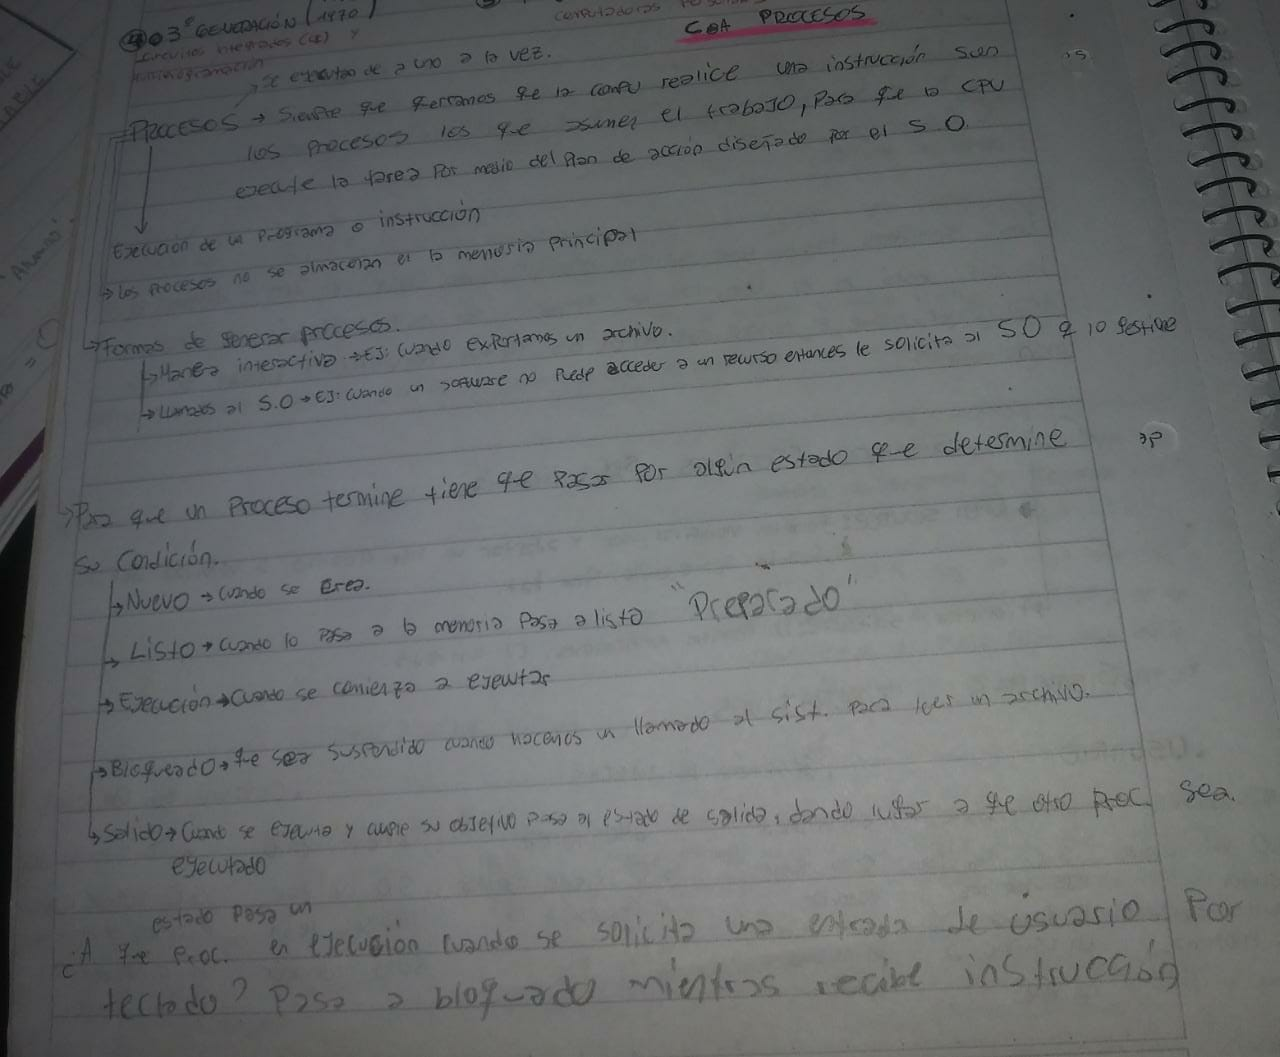 3º GENERACIÓN (1970)
circuitos integrados (CI) y
computadoras
C&A PROCESOS
se ejecutan de a uno a la vez.
PROCESOS → Siempre que queramos que la compu realice una instrucción son
los procesos los que asumen el trabajo, para que la CPU
ejecute la tarea por medio del plan de acción diseñado por el S O.
Ejecución de un programa o instrucción
→ Los procesos no se almacenan en la memoria principal
→ Formas de generar procesos.
→ Manera interactiva → EJ: Cuando exportamos un archivo.
→ Llamadas al S.O → EJ: Cuando un software no puede acceder a un recurso entonces le solicita al SO q lo gestione
→ Para que un proceso termine tiene que pasar por algún estado que determine
su condición.
→ Nuevo → Cuando se crea.
→ Listo → Cuando lo pasa a la memoria pasa a listo "Preparado"
→ Ejecución → Cuando se comienza a ejecutar
→ Bloqueado → que sea suspendido cuando hacemos un llamado al sist. para leer un archivo.
→ Salido → Cuando se ejecuta y cumple su objetivo pasa al estado de salida, dando lugar a que otro proc. sea
ejecutado
estado pasa un
¿A que proc. en ejecución cuando se solicita una entrada de usuario por
teclado? Pasa a bloqueado mientras recibe instrucción